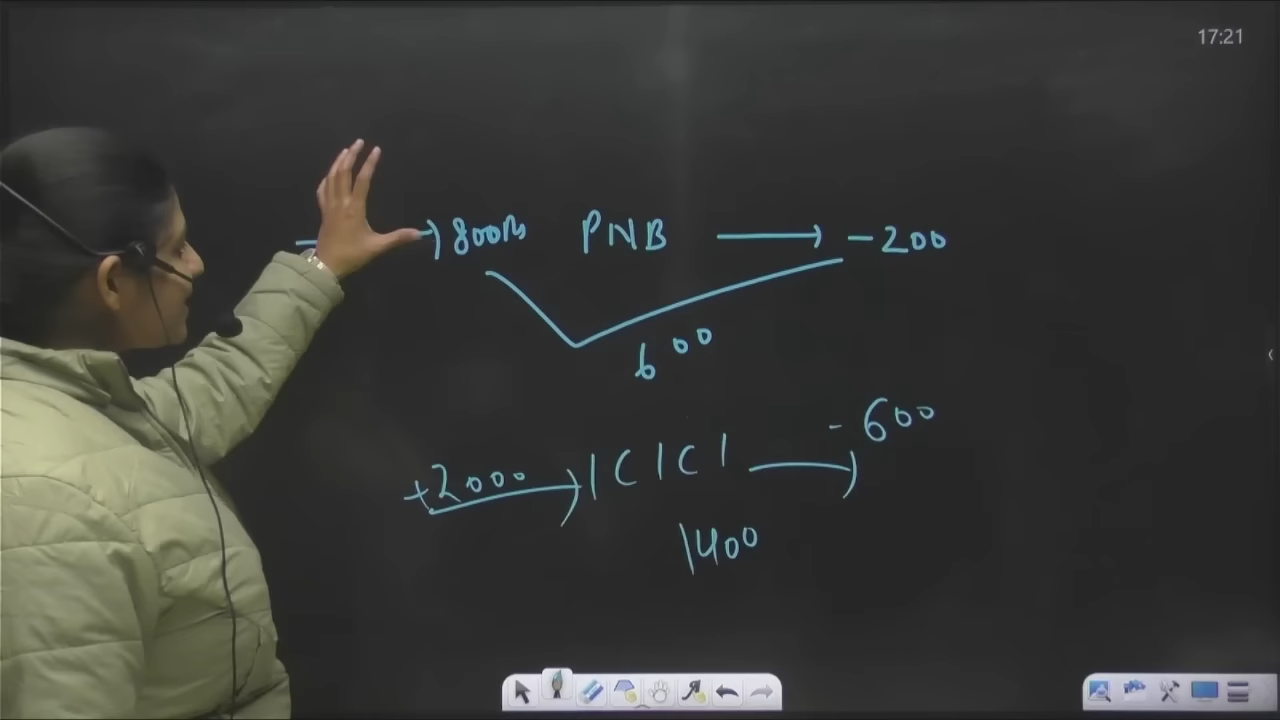 17:21
→ 800Rs PNB → -200
600
-600
+2000 → ICICI →
1400